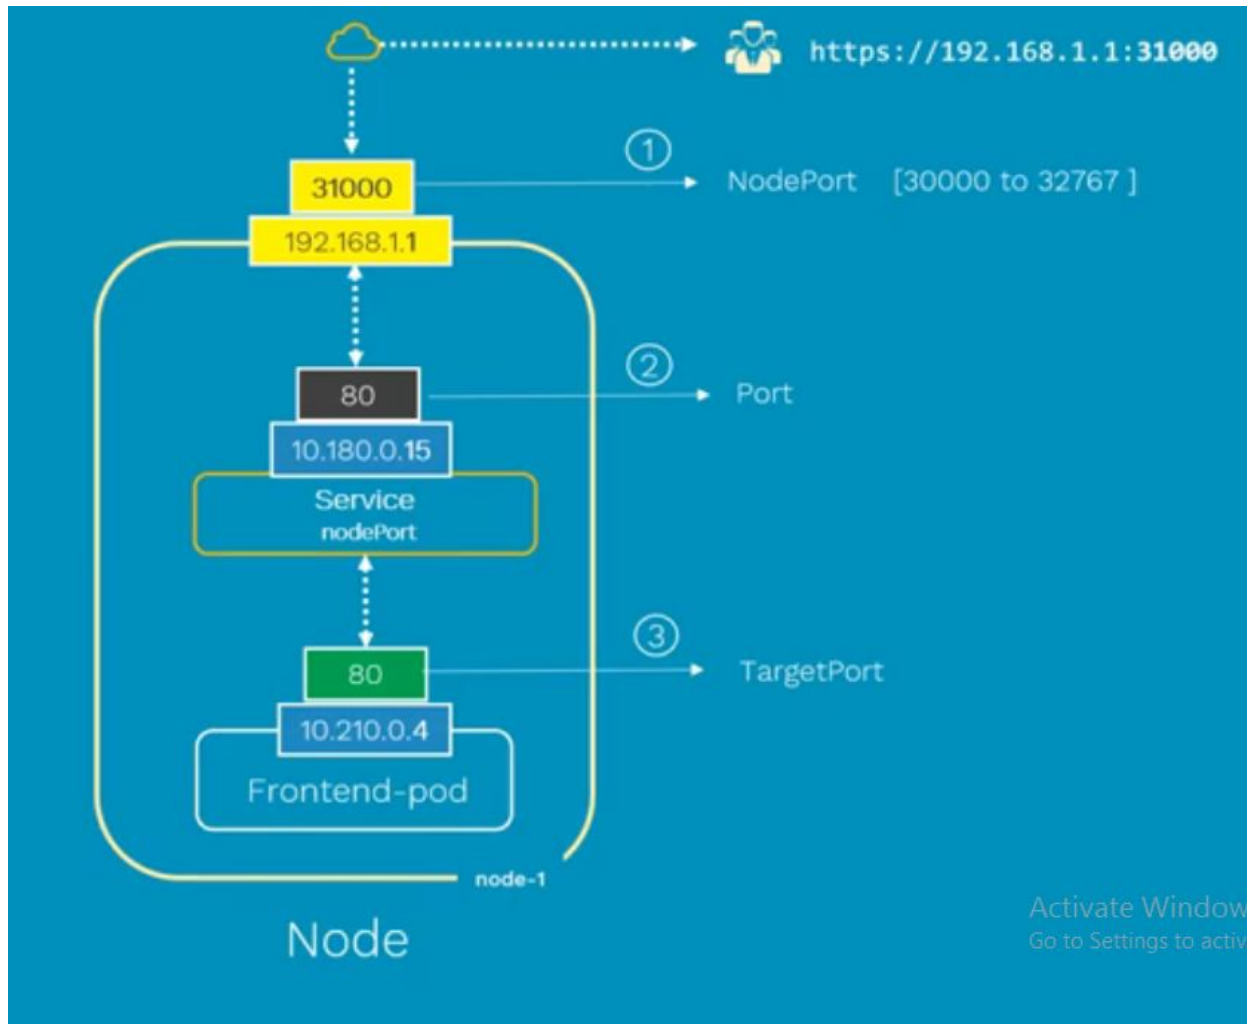 https://192.168.1.1:31000
1
31000
NodePort [30000 to 32767 ]
192.168.1.1
2
80
Port
10.180.0.15
Service
nodePort
3
80
TargetPort
10.210.0.4
Frontend-pod
node-1
Node
Activate Window
Go to Settings to activ